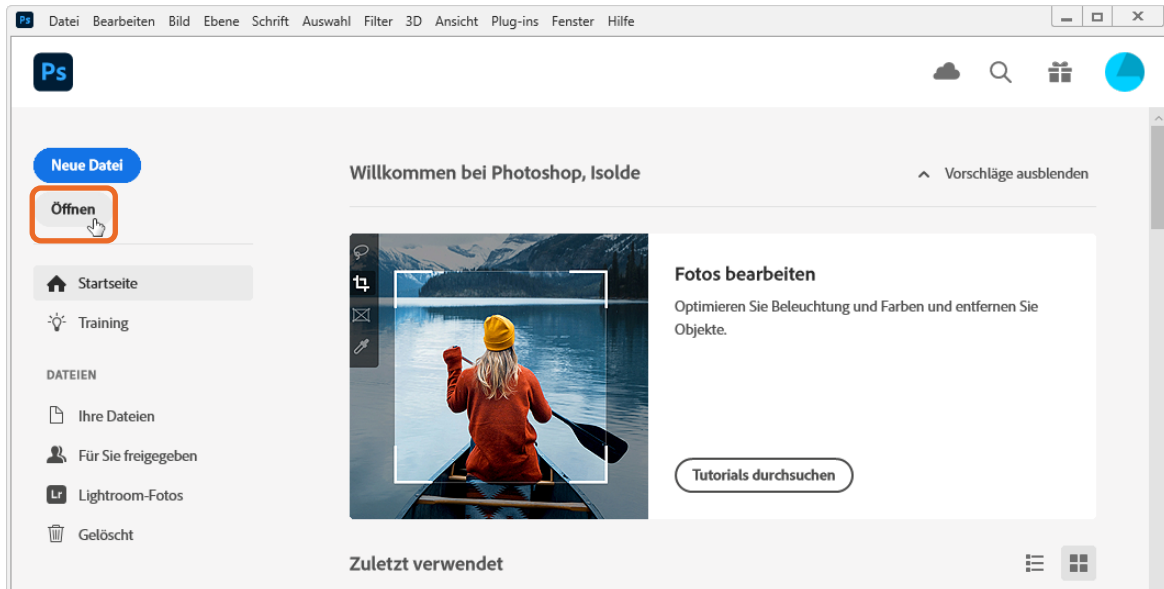 Ps Datei Bearbeiten Bild Ebene Schrift Auswahl Filter 3D Ansicht Plug-ins Fenster Hilfe
Ps
Neue Datei
Öffnen
Startseite
Training
DATEIEN
Ihre Dateien
Für Sie freigegeben
Lr Lightroom-Fotos
Gelöscht
Willkommen bei Photoshop, Isolde
Vorschläge ausblenden
Fotos bearbeiten
Optimieren Sie Beleuchtung und Farben und entfernen Sie
Objekte.
Tutorials durchsuchen
Zuletzt verwendet